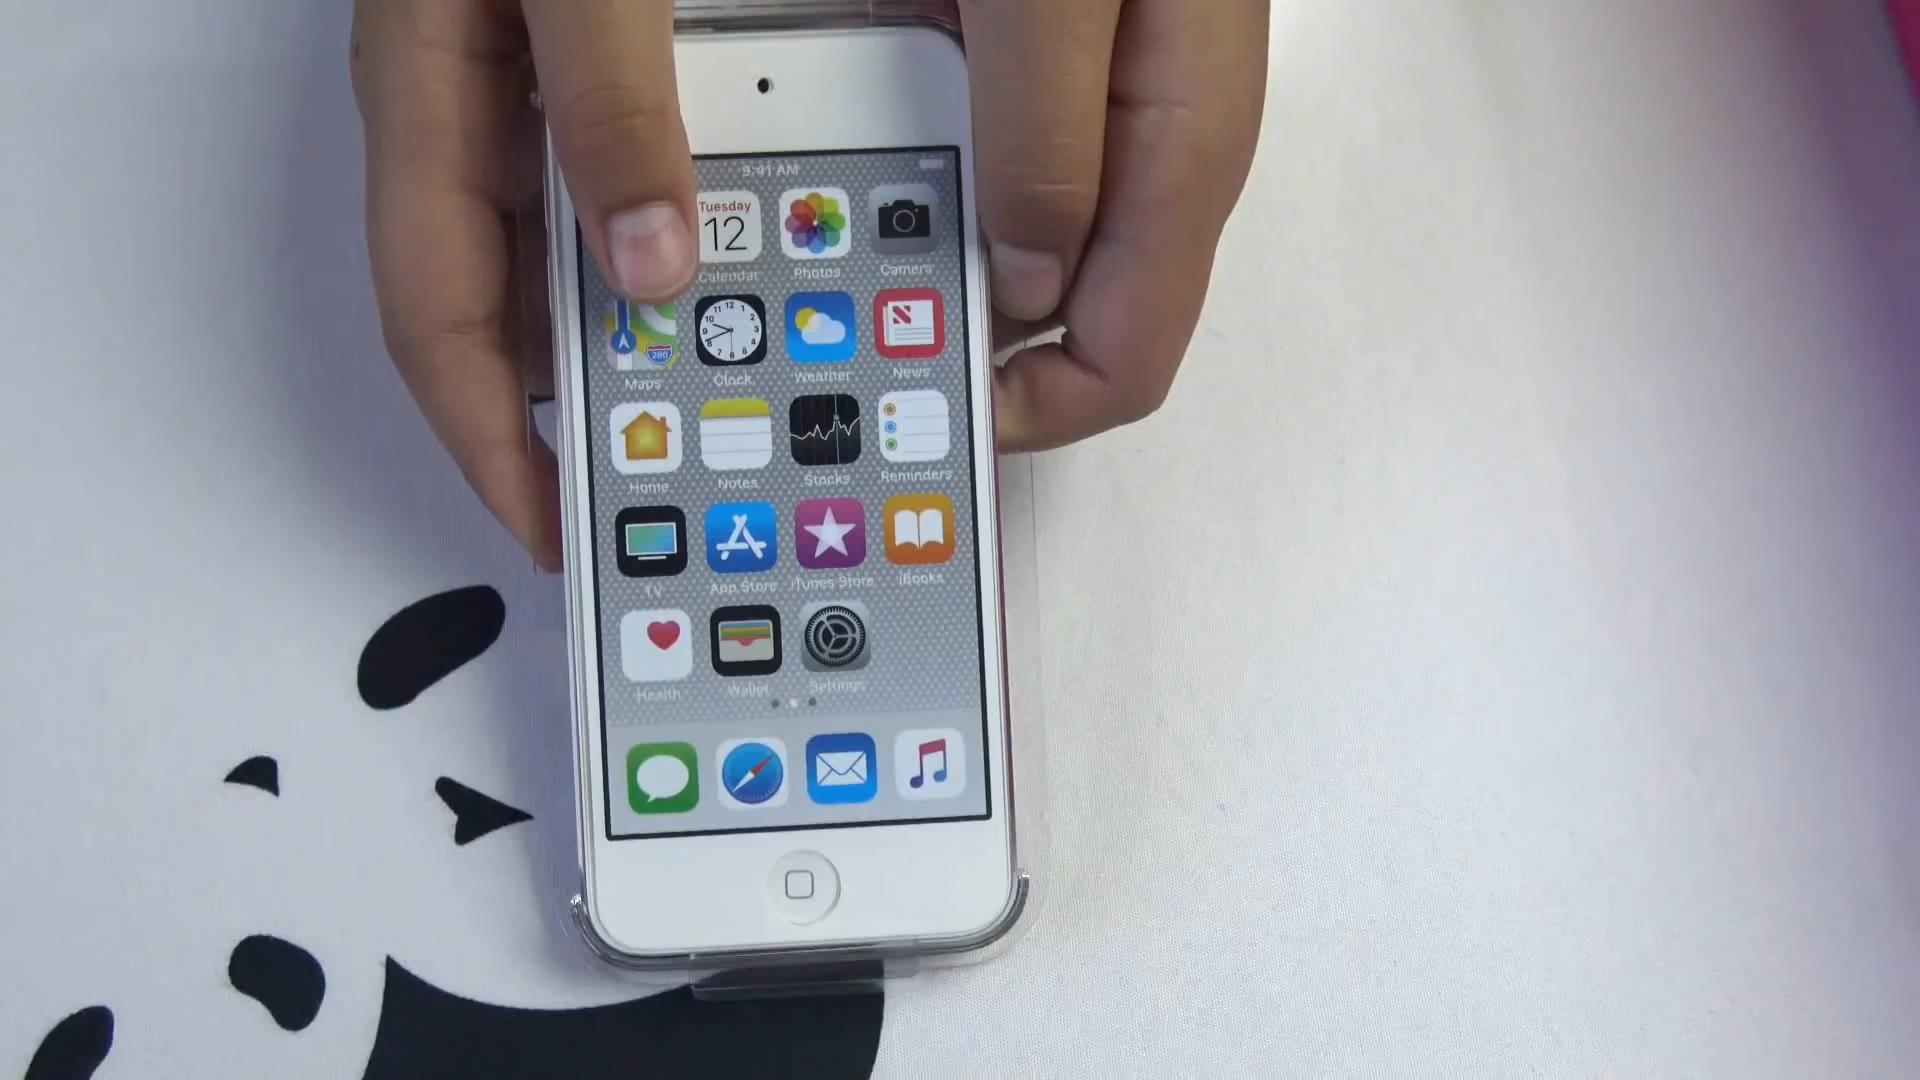 9:41 AM
Tuesday
12
Calendar
Photos
Camera
280
Maps
Clock
Weather
News
Home
Notes
Stocks
Reminders
TV
App Store
iTunes Store
iBooks
Health
Wallet
Settings